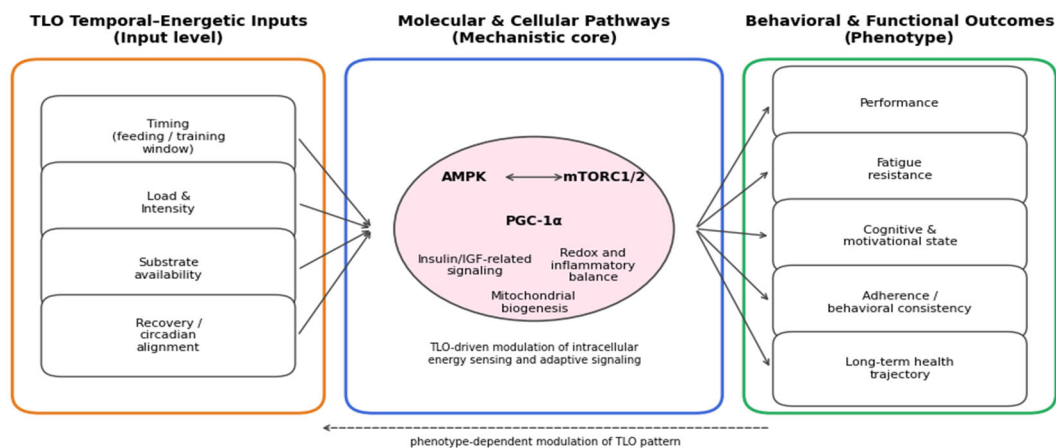 TLO Temporal–Energetic Inputs
(Input level)
Timing
(feeding / training
window)
Load &
Intensity
Substrate
availability
Recovery /
circadian
alignment
Molecular & Cellular Pathways
(Mechanistic core)
AMPK
mTORC1/2
PGC-1α
Insulin/IGF-related
signaling
Redox and
inflammatory
balance
Mitochondrial
biogenesis
TLO-driven modulation of intracellular
energy sensing and adaptive signaling
Behavioral & Functional Outcomes
(Phenotype)
Performance
Fatigue
resistance
Cognitive &
motivational state
Adherence /
behavioral consistency
Long-term health
trajectory
phenotype-dependent modulation of TLO pattern